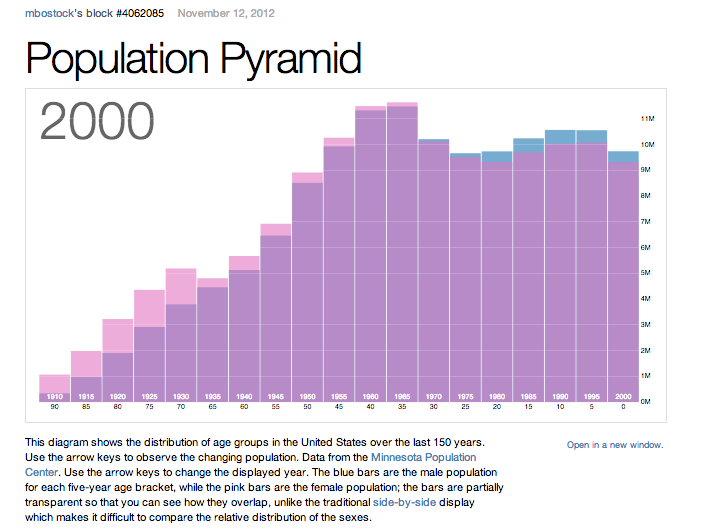 mbostock's block #4062085 November 12, 2012
Population Pyramid
2000
11M
10M
9M
8M
7M
6M
5M
4M
3M
2M
1M
0M
1910 1915 1920 1925 1930 1935 1940 1945 1950 1955 1960 1965 1970 1975 1980 1985 1990 1995 2000
90 85 80 75 70 65 60 55 50 45 40 35 30 25 20 15 10 5 0
This diagram shows the distribution of age groups in the United States over the last 150 years.
Open in a new window.
Use the arrow keys to observe the changing population. Data from the Minnesota Population
Center. Use the arrow keys to change the displayed year. The blue bars are the male population
for each five-year age bracket, while the pink bars are the female population; the bars are partially
transparent so that you can see how they overlap, unlike the traditional side-by-side display
which makes it difficult to compare the relative distribution of the sexes.